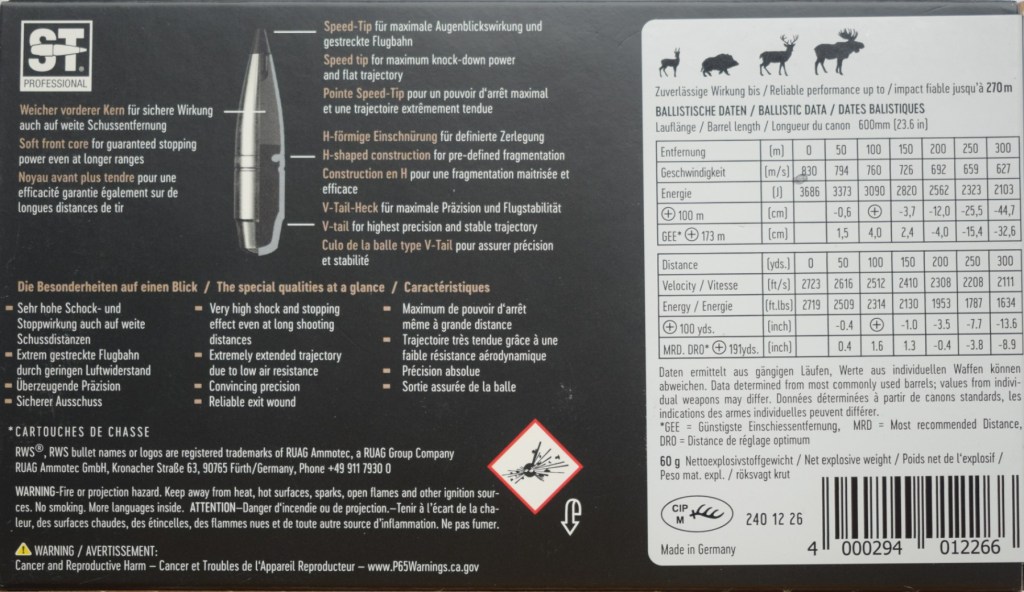 ST
PROFESSIONAL
Weicher vorderer Kern für sichere Wirkung
auch auf weite Schussentfernung
Soft front core for guaranteed stopping
power even at longer ranges
Noyau avant plus tendre pour une
efficacité garantie également sur de
longues distances de tir
Speed-Tip für maximale Augenblickswirkung und
gestreckte Flugbahn
Speed tip for maximum knock-down power
and flat trajectory
Pointe Speed-Tip pour un pouvoir d'arrêt maximal
et une trajectoire extrêmement tendue
H-förmige Einschnürung für definierte Zerlegung
H-shaped construction for pre-defined fragmentation
Construction en H pour une fragmentation maitrisée et
efficace
V-Tail-Heck für maximale Präzision und Flugstabilität
V-tail for highest precision and stable trajectory
Culo de la balle type V-Tail pour assurer précision
et stabilité
Die Besonderheiten auf einen Blick / The special qualities at a glance / Caractéristiques
- Sehr hohe Schock- und
Stoppwirkung auch auf weite
Schussdistänzen
- Extrem gestreckte Flugbahn
durch geringen Luftwiderstand
- Überzeugende Präzision
- Sicherer Ausschuss
- Very high shock and stopping
effect even at long shooting
distances
- Extremely extended trajectory
due to low air resistance
- Convincing precision
- Reliable exit wound
- Maximum de pouvoir d'arrêt
même à grande distance
- Trajectoire très tendue grâce à une
faible résistance aérodynamique
- Précision absolue
- Sortie assurée de la balle
*CARTOUCHES DE CHASSE
RWS®, RWS bullet names or logos are registered trademarks of RUAG Ammotec, a RUAG Group Company
RUAG Ammotec GmbH, Kronacher Straße 63, 90765 Fürth/Germany, Phone +49 911 7930 0
WARNING-Fire or projection hazard. Keep away from heat, hot surfaces, sparks, open flames and other ignition sour-
ces. No smoking. More languages inside. ATTENTION-Danger d'incendie ou de projection.-Tenir à l'écart de la cha-
leur, des surfaces chaudes, des étincelles, des flammes nues et de toute autre source d'inflammation. Ne pas fumer.
WARNING / AVERTISSEMENT:
Cancer and Reproductive Harm – Cancer et Troubles de l'Appareil Reproducteur – www.P65Warnings.ca.gov
Zuverlässige Wirkung bis / Reliable performance up to / impact fiable jusqu'à 270 m
BALLISTISCHE DATEN / BALLISTIC DATA / DATES BALISTIQUES
Lauflänge / Barrel length / Longueur du canon 600mm [23.6 in]
Entfernung [m] 0 50 100 150 200 250 300
Geschwindigkeit [m/s] 830 794 760 726 692 659 627
Energie [J] 3686 3373 3090 2820 2562 2323 2103
⊕ 100 m [cm] -0,6 ⊕ -3,7 -12,0 -25,5 -44,7
GEE* ⊕ 173 m [cm] 1,5 4,0 2,4 -4,0 -15,4 -32,6
Distance [yds.] 0 50 100 150 200 250 300
Velocity / Vitesse [ft/s] 2723 2616 2512 2410 2308 2208 2111
Energy / Energie [ft.lbs] 2719 2509 2314 2130 1953 1787 1634
⊕ 100 yds. [inch] -0.4 ⊕ -1.0 -3.5 -7.7 -13.6
MRD. DRO* ⊕ 191yds. [inch] 0.4 1.6 1.3 -0.4 -3.8 -8.9
Daten ermittelt aus gängigen Läufen, Werte aus individuellen Waffen können
abweichen. Data determined from most commonly used barrels; values from indivi-
dual weapons may differ. Données déterminées à partir de canons standards, les
indications des armes individuelles peuvent différer.
*GEE = Günstigste Einschiessentfernung, MRD = Most recommended Distance,
DRO = Distance de réglage optimum
60 g Nettoexplosivstoffgewicht / Net explosive weight / Poids net de l'explosif /
Peso mat. expl. / röksvagt krut
CIP
M
240 12 26
Made in Germany
4 000294 012266